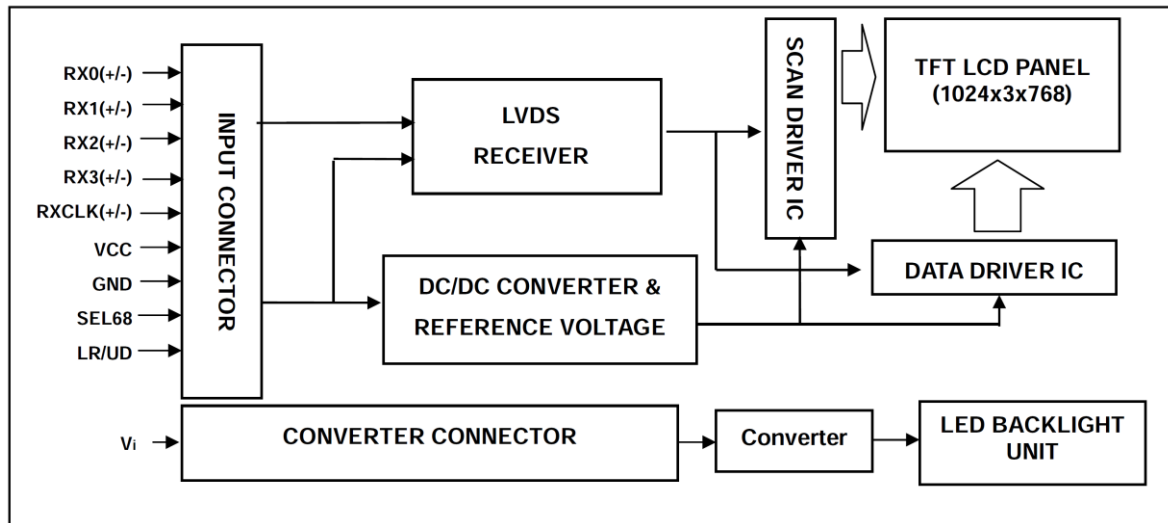 RX0(+/-)
RX1(+/-)
RX2(+/-)
RX3(+/-)
RXCLK(+/-)
VCC
GND
SEL68
LR/UD
INPUT CONNECTOR
LVDS
RECEIVER
SCAN DRIVER IC
TFT LCD PANEL
(1024x3x768)
DC/DC CONVERTER &
REFERENCE VOLTAGE
DATA DRIVER IC
Vi
CONVERTER CONNECTOR
Converter
LED BACKLIGHT
UNIT